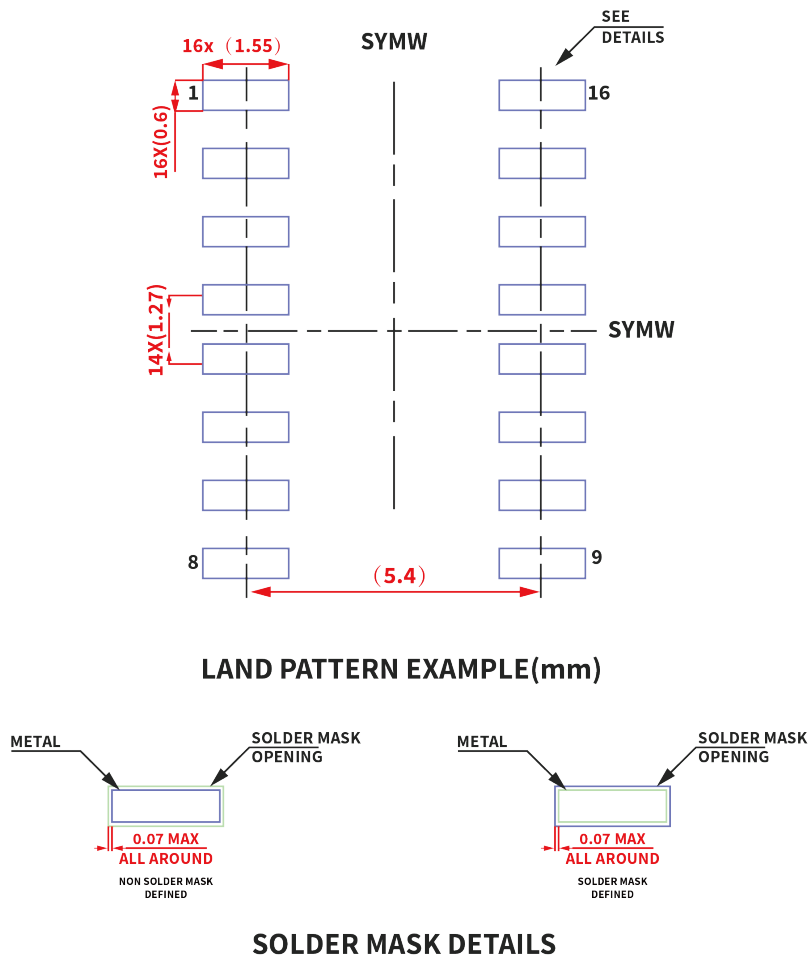 SYMW
SEE
DETAILS
16x（1.55）
1
16
16X(0.6)
14X(1.27)
SYMW
8
9
（5.4）
LAND PATTERN EXAMPLE(mm)
METAL
SOLDER MASK
OPENING
0.07 MAX
ALL AROUND
NON SOLDER MASK
DEFINED
METAL
SOLDER MASK
OPENING
0.07 MAX
ALL AROUND
SOLDER MASK
DEFINED
SOLDER MASK DETAILS